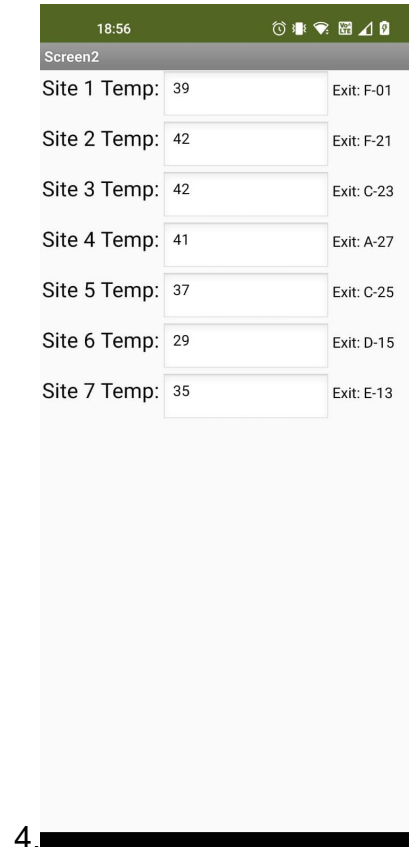 18:56
Screen2
Site 1 Temp: 39 Exit: F-01
Site 2 Temp: 42 Exit: F-21
Site 3 Temp: 42 Exit: C-23
Site 4 Temp: 41 Exit: A-27
Site 5 Temp: 37 Exit: C-25
Site 6 Temp: 29 Exit: D-15
Site 7 Temp: 35 Exit: E-13
4.